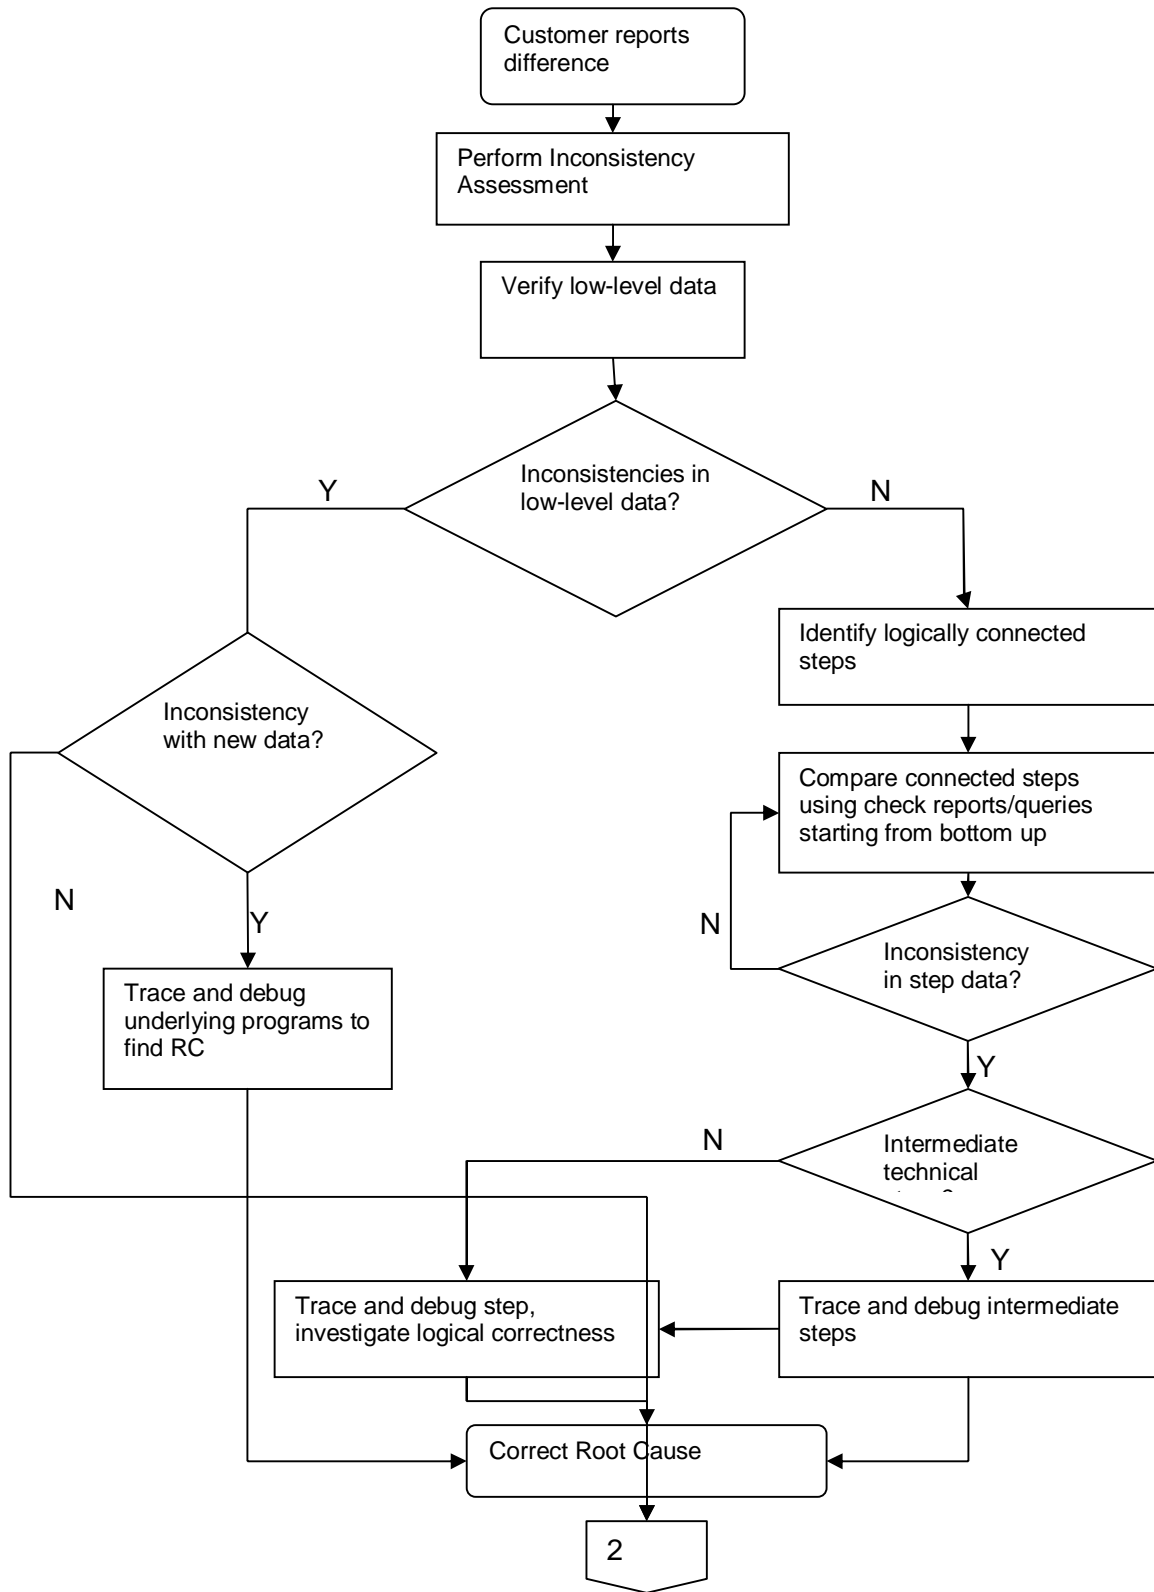 Customer reports
difference
Perform Inconsistency
Assessment
Verify low-level data
Inconsistencies in
low-level data?
Y
N
Identify logically connected
steps
Inconsistency
with new data?
Compare connected steps
using check reports/queries
starting from bottom up
N
Y
N
Inconsistency
in step data?
Trace and debug
underlying programs to
find RC
Y
N
Intermediate
technical
Y
Trace and debug step,
investigate logical correctness
Trace and debug intermediate
steps
Correct Root Cause
2